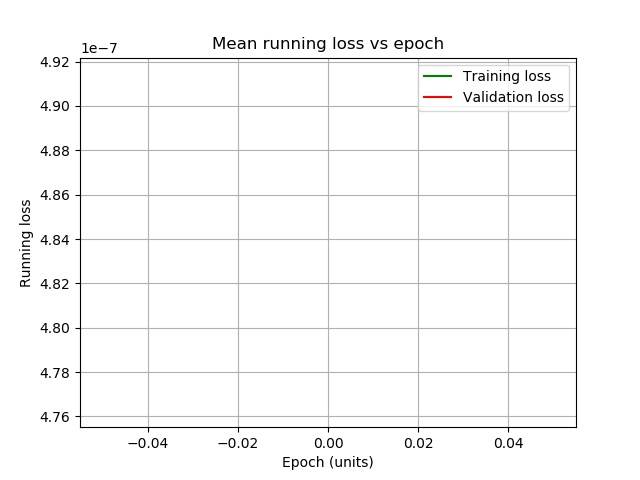 Mean running loss vs epoch
1e−7
Training loss
Validation loss
4.92
4.90
4.88
4.86
4.84
4.82
4.80
4.78
4.76
Running loss
−0.04
−0.02
0.00
0.02
0.04
Epoch (units)